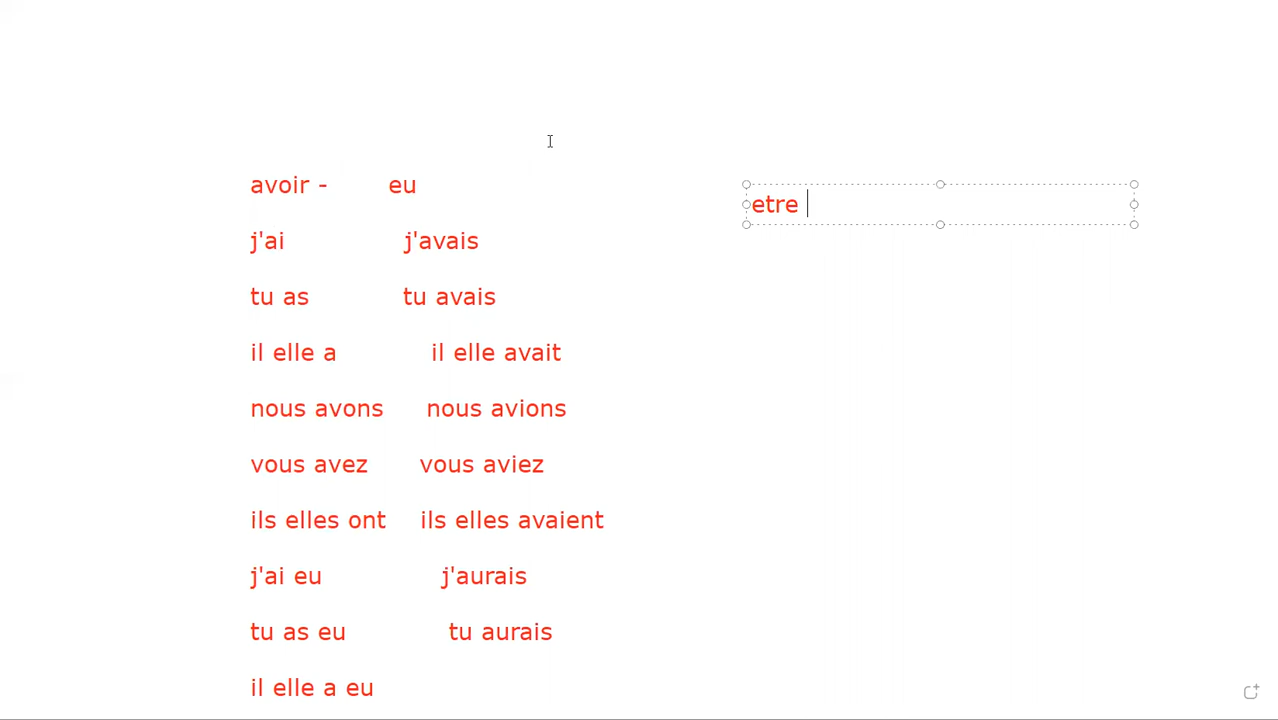 avoir - eu
j'ai j'avais
tu as tu avais
il elle a il elle avait
nous avons nous avions
vous avez vous aviez
ils elles ont ils elles avaient
j'ai eu j'aurais
tu as eu tu aurais
il elle a eu
etre